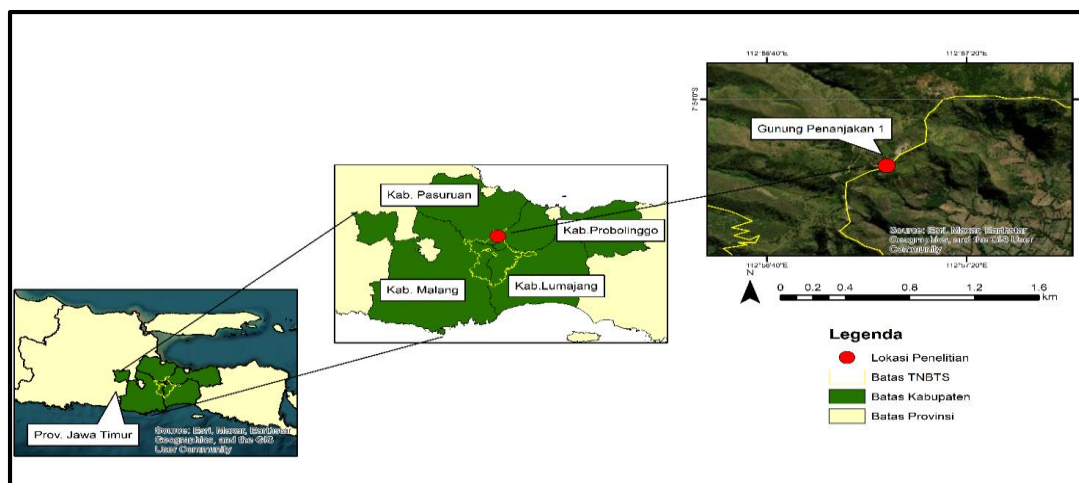 112°56'40"E
112°57'20"E
7°54'0"S
Gunung Penanjakan 1
Source: Esri, Maxar, Earthstar
Geographics, and the GIS User
Community
112°56'40"E
112°57'20"E
N
0 0.2 0.4 0.8 1.2 1.6
km
Kab. Pasuruan
Kab.Probolinggo
Kab. Malang
Kab.Lumajang
Prov. Jawa Timur
Source: Esri, Maxar, Earthstar
Geographics, and the GIS
User Community
Legenda
Lokasi Penelitian
Batas TNBTS
Batas Kabupaten
Batas Provinsi